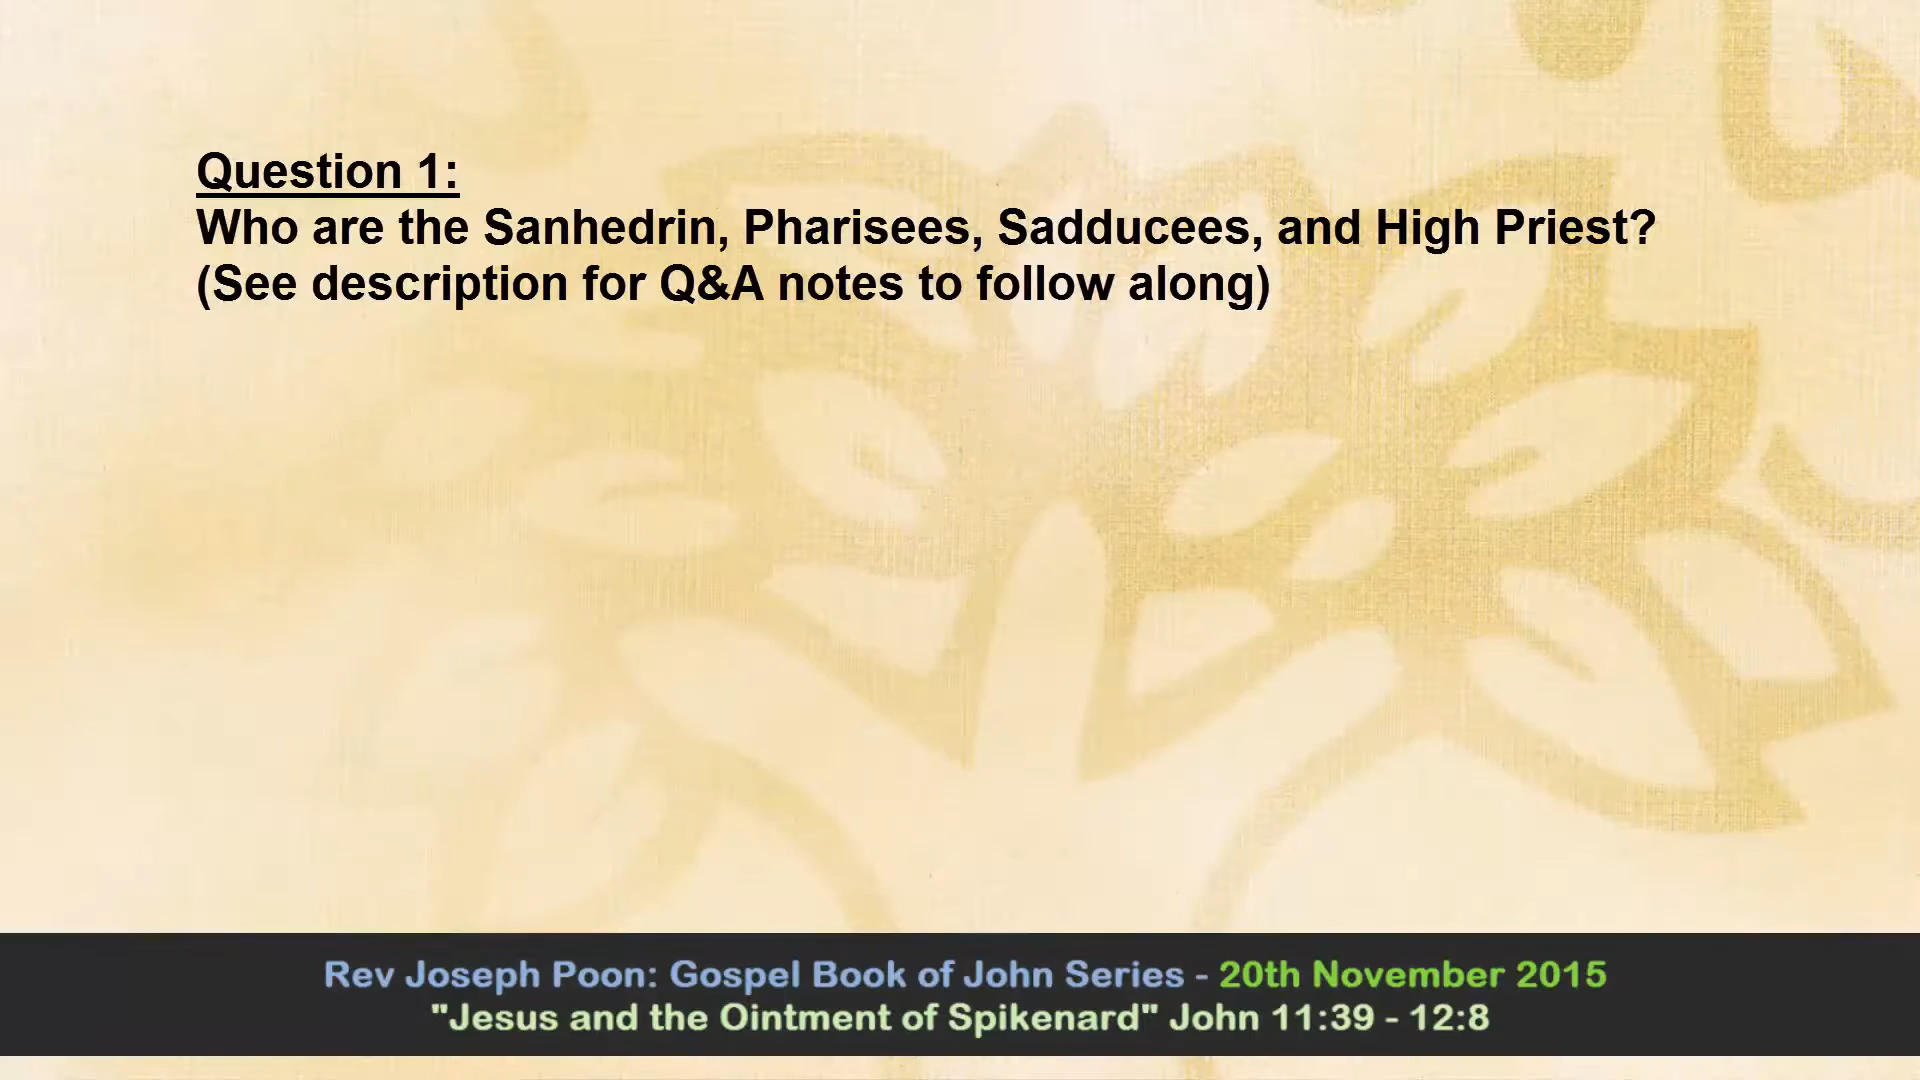 Question 1:
Who are the Sanhedrin, Pharisees, Sadducees, and High Priest?
(See description for Q&A notes to follow along)
Rev Joseph Poon: Gospel Book of John Series - 20th November 2015
"Jesus and the Ointment of Spikenard" John 11:39 - 12:8